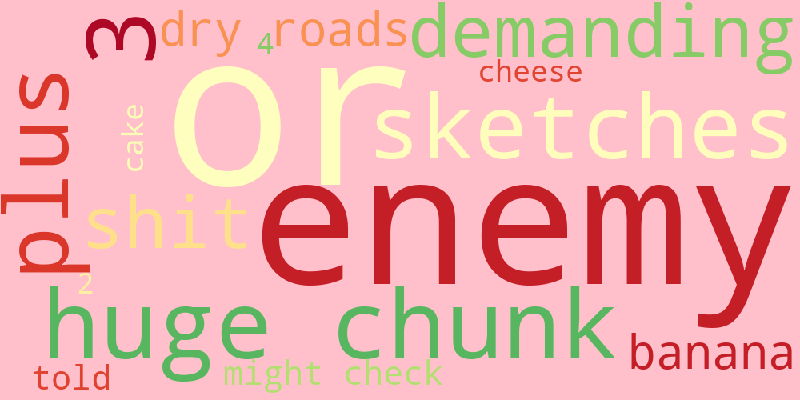 3
dry roads
4
demanding
cheese
plus
cake
or
sketches
shit
enemy
2
huge chunk
banana
told
might check